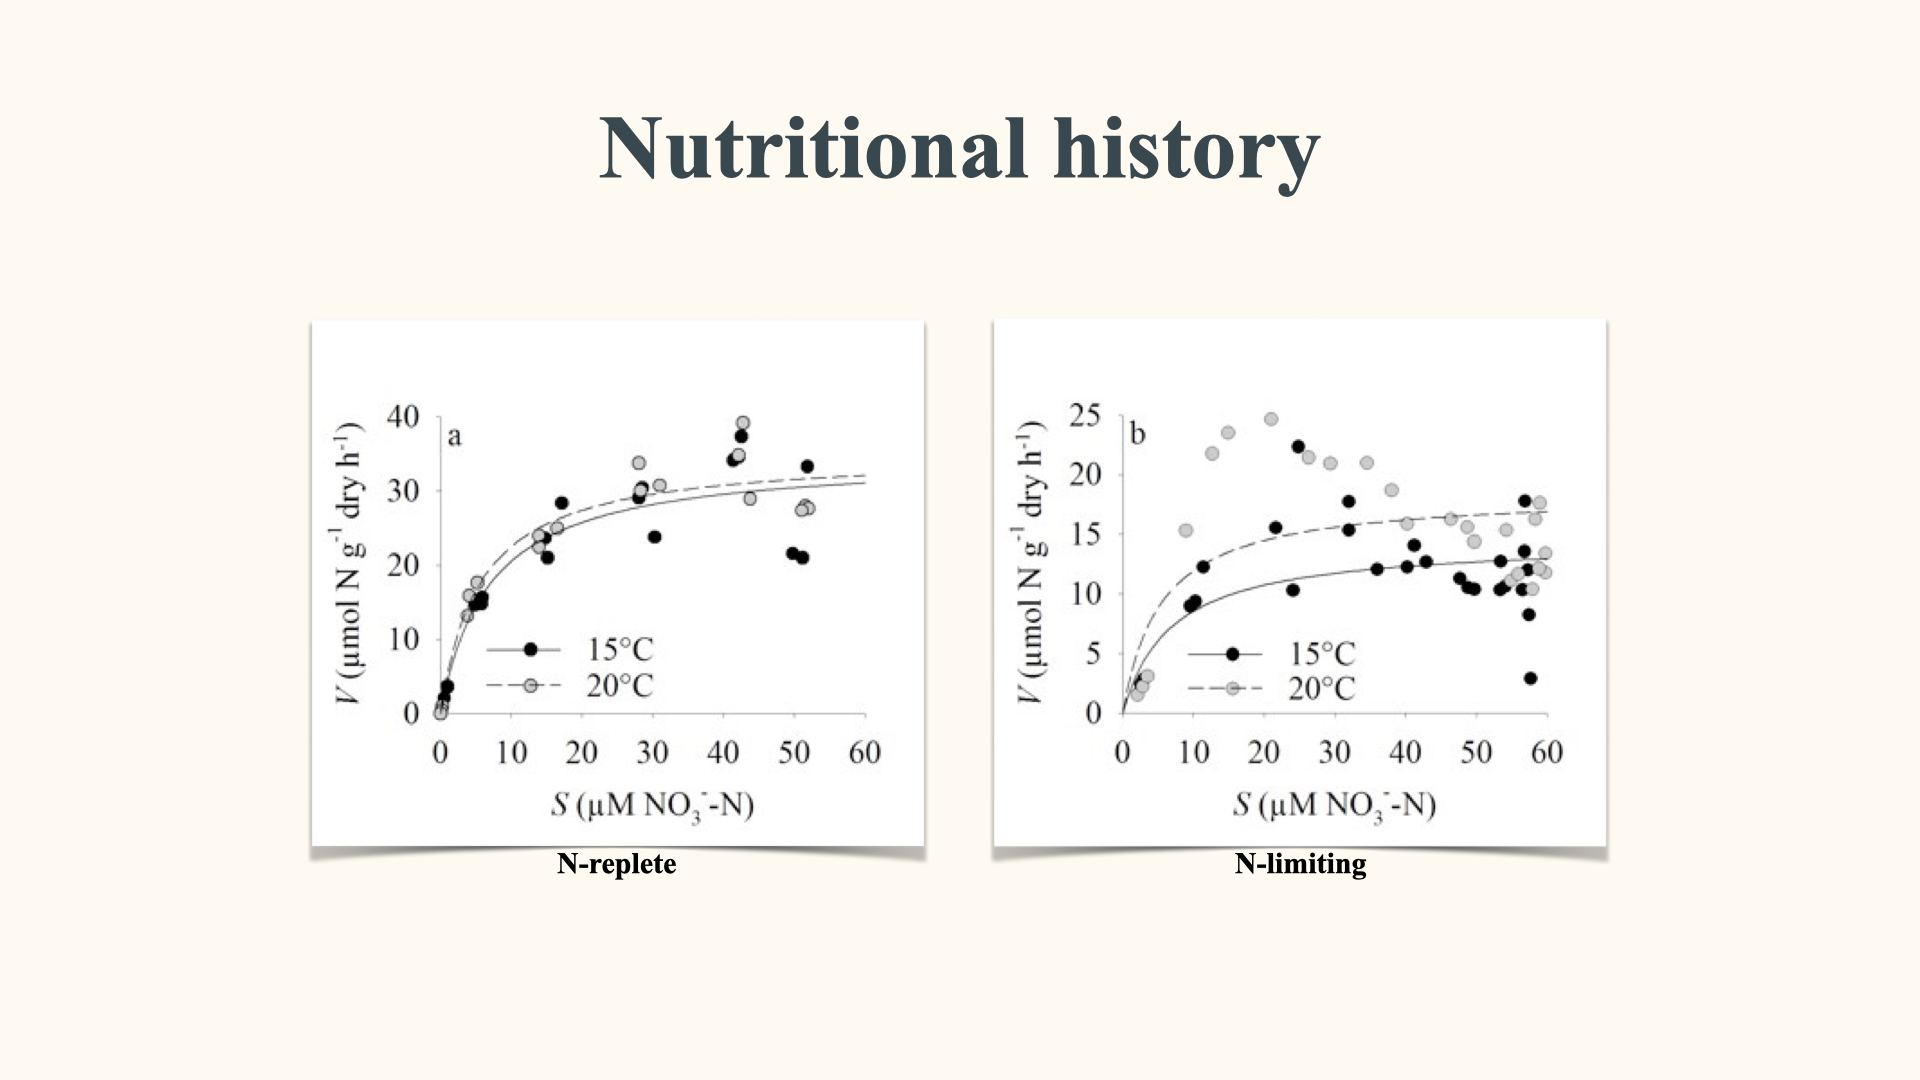 Nutritional history
a
V (µmol N g⁻¹ dry h⁻¹)
40
30
20
10
0
15°C
20°C
0 10 20 30 40 50 60
S (µM NO₃⁻-N)
N-replete
b
V (µmol N g⁻¹ dry h⁻¹)
25
20
15
10
5
0
15°C
20°C
0 10 20 30 40 50 60
S (µM NO₃⁻-N)
N-limiting